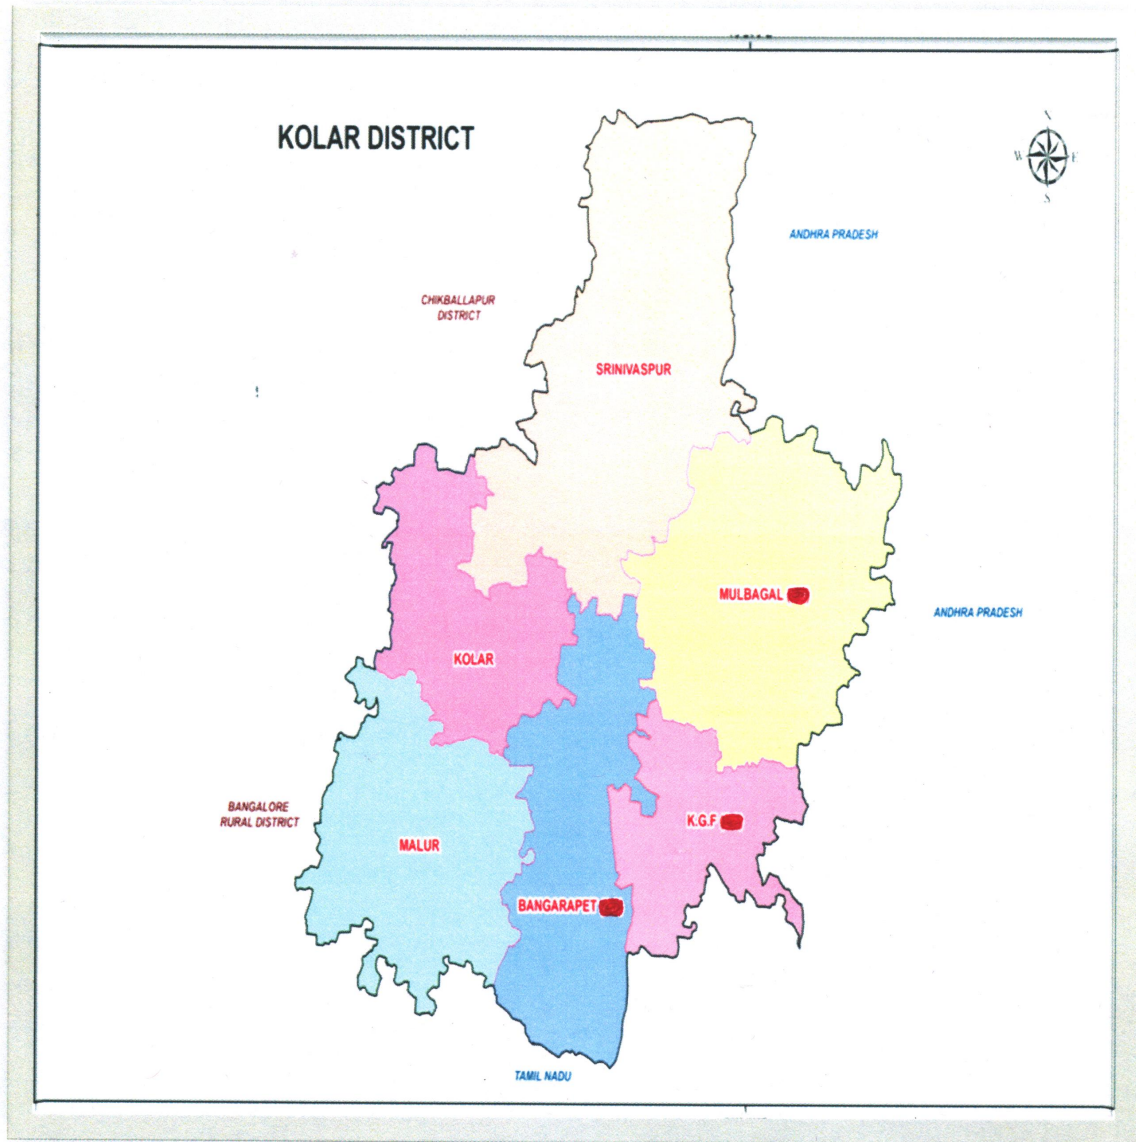 KOLAR DISTRICT
N
W E
S
ANDHRA PRADESH
CHIKBALLAPUR
DISTRICT
SRINIVASPUR
MULBAGAL
ANDHRA PRADESH
KOLAR
BANGALORE
RURAL DISTRICT
K.G.F
MALUR
BANGARAPET
TAMIL NADU